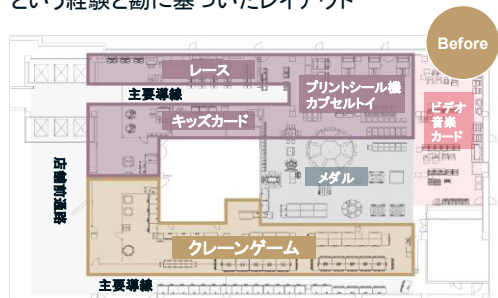 という経験と勘に基づいたレイアウト
Before
レース
主要導線
プリントシール機
カプセルトイ
キッズカード
ビデオ
音楽
カード
店舗前通路
メダル
クレーンゲーム
主要導線